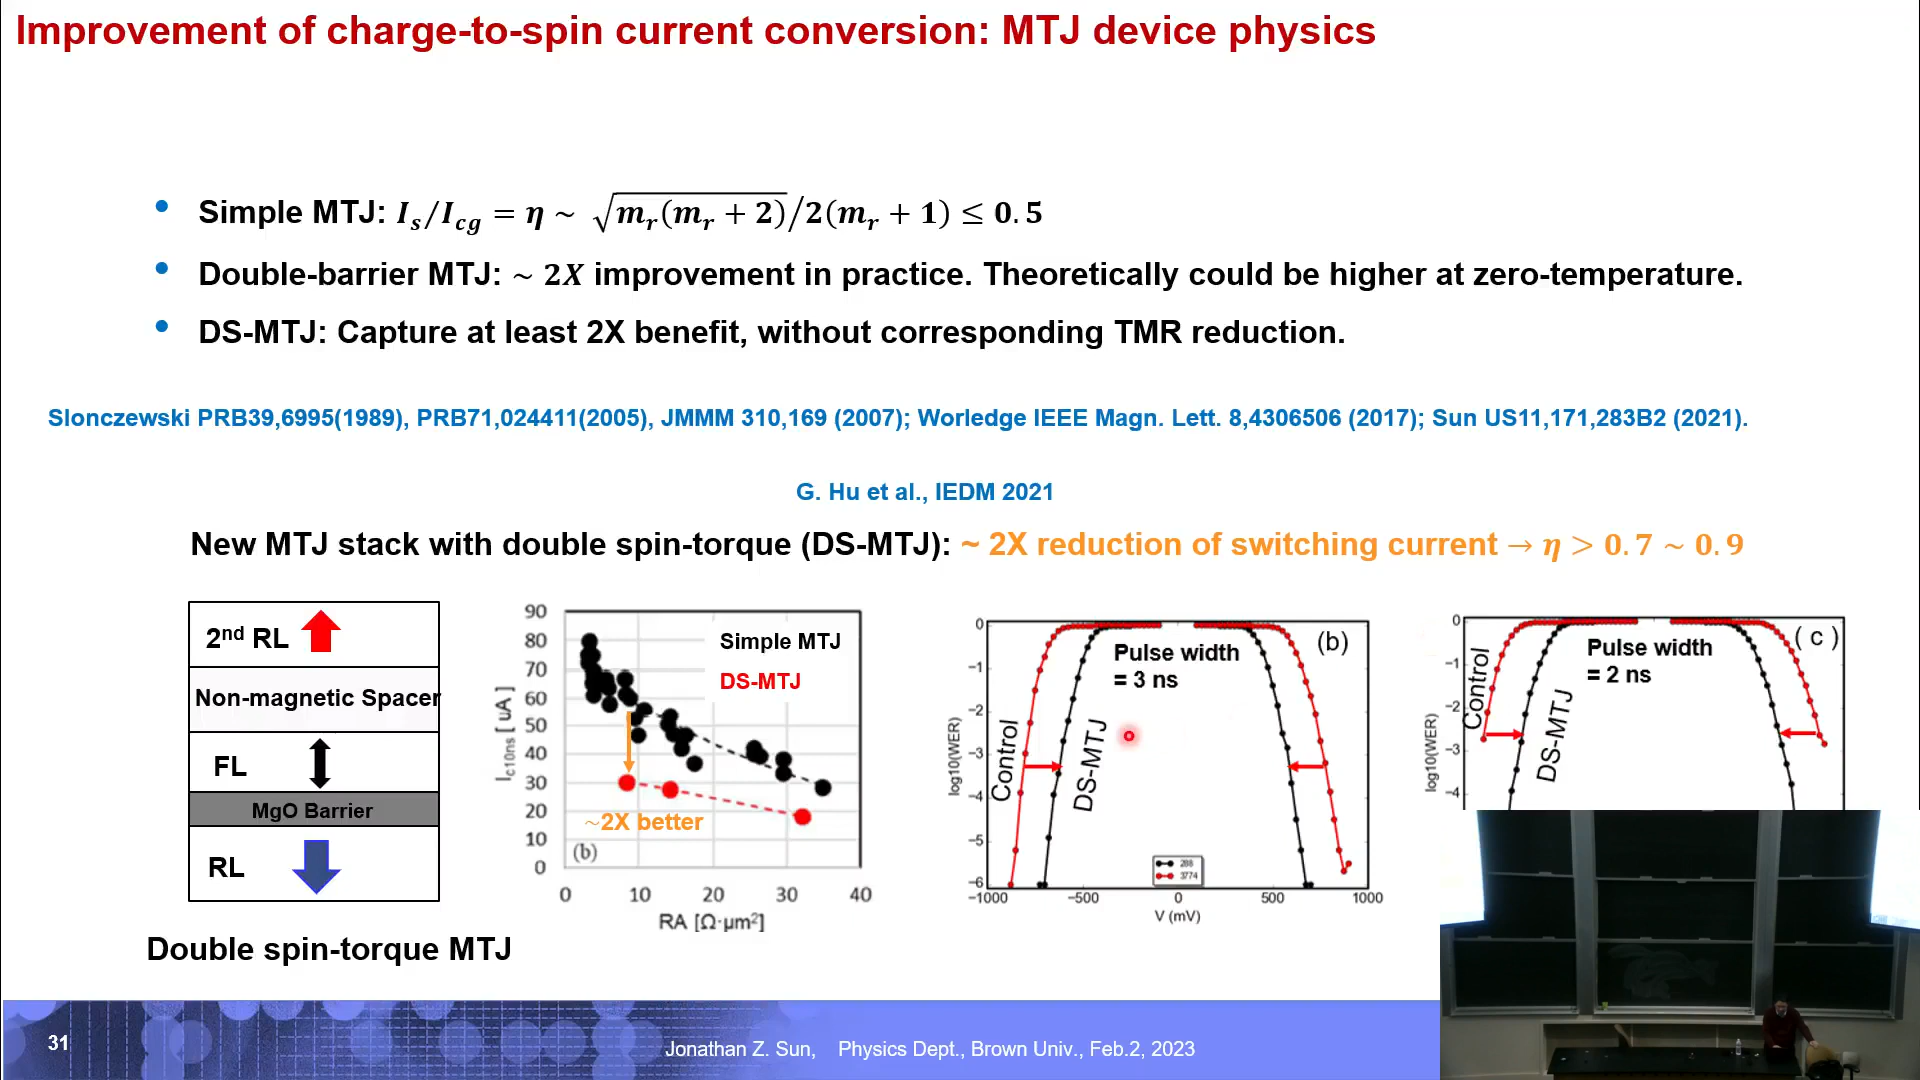 Improvement of charge-to-spin current conversion: MTJ device physics
• Simple MTJ: I_s/I_cg = η ~ √m_r(m_r + 2)/2(m_r + 1) ≤ 0.5
• Double-barrier MTJ: ~ 2X improvement in practice. Theoretically could be higher at zero-temperature.
• DS-MTJ: Capture at least 2X benefit, without corresponding TMR reduction.
Slonczewski PRB39,6995(1989), PRB71,024411(2005), JMMM 310,169 (2007); Worledge IEEE Magn. Lett. 8,4306506 (2017); Sun US11,171,283B2 (2021).
G. Hu et al., IEDM 2021
New MTJ stack with double spin-torque (DS-MTJ): ~ 2X reduction of switching current → η > 0.7 ~ 0.9
2nd RL
Non-magnetic Spacer
FL
MgO Barrier
RL
Double spin-torque MTJ
90
80
70
60
50
40
30
20
10
0
I_c10ns [ uA ]
Simple MTJ
DS-MTJ
~2X better
(b)
0 10 20 30 40
RA [Ω·µm²]
0
−1
−2
−3
−4
−5
−6
log10(WER)
(b)
Pulse width
= 3 ns
Control
DS-MTJ
288
3774
−1000 −500 0 500 1000
V (mV)
0
−1
−2
−3
−4
log10(WER)
( c )
Pulse width
= 2 ns
Control
DS-MTJ
31
Jonathan Z. Sun, Physics Dept., Brown Univ., Feb.2, 2023